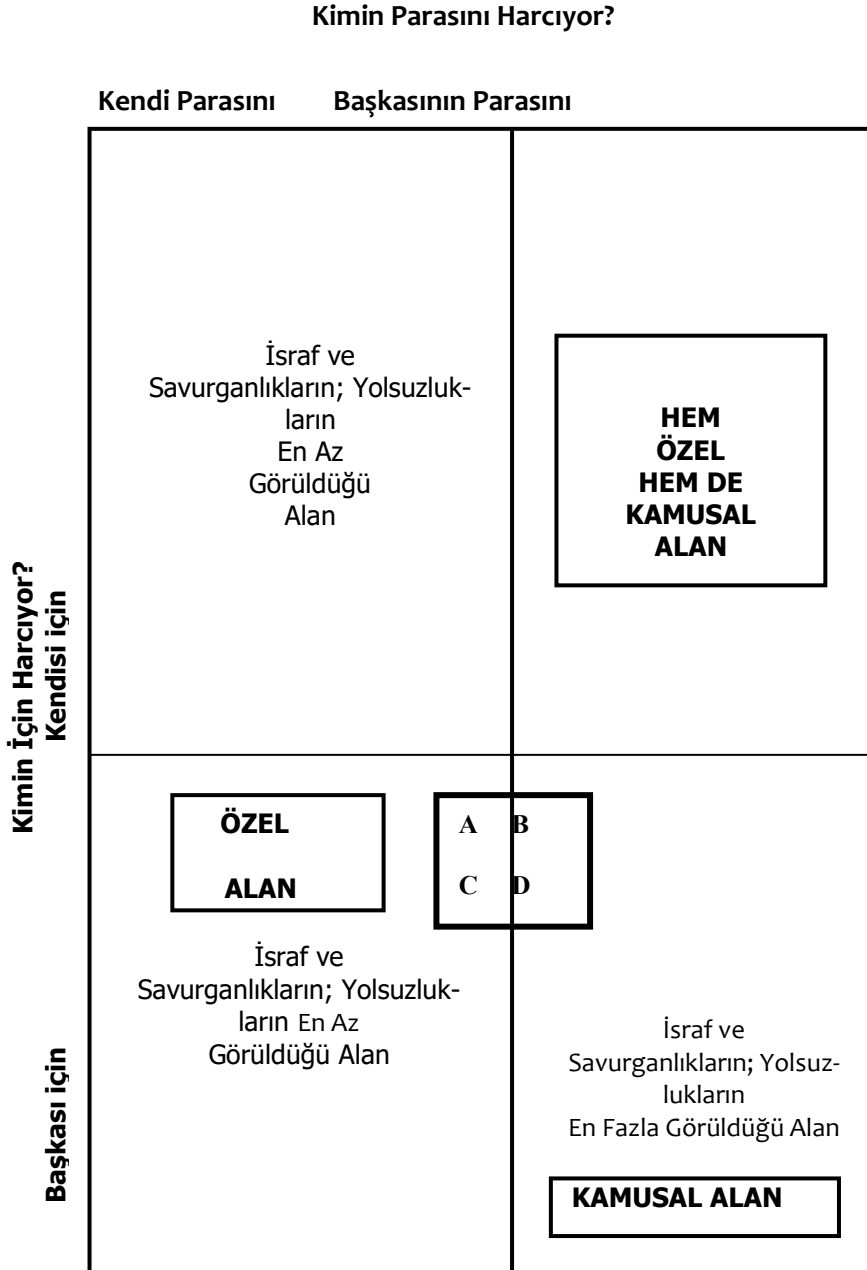 Kimin Parasını Harcıyor?
Kendi Parasını Başkasının Parasını
Kimin İçin Harcıyor?
Kendisi için
İsraf ve
Savurganlıkların; Yolsuzluk-
ların
En Az
Görüldüğü
Alan
HEM
ÖZEL
HEM DE
KAMUSAL
ALAN
Başkası için
ÖZEL
ALAN
A B
C D
İsraf ve
Savurganlıkların; Yolsuzluk-
ların En Az
Görüldüğü Alan
İsraf ve
Savurganlıkların; Yolsuz-
lukların
En Fazla Görüldüğü Alan
KAMUSAL ALAN